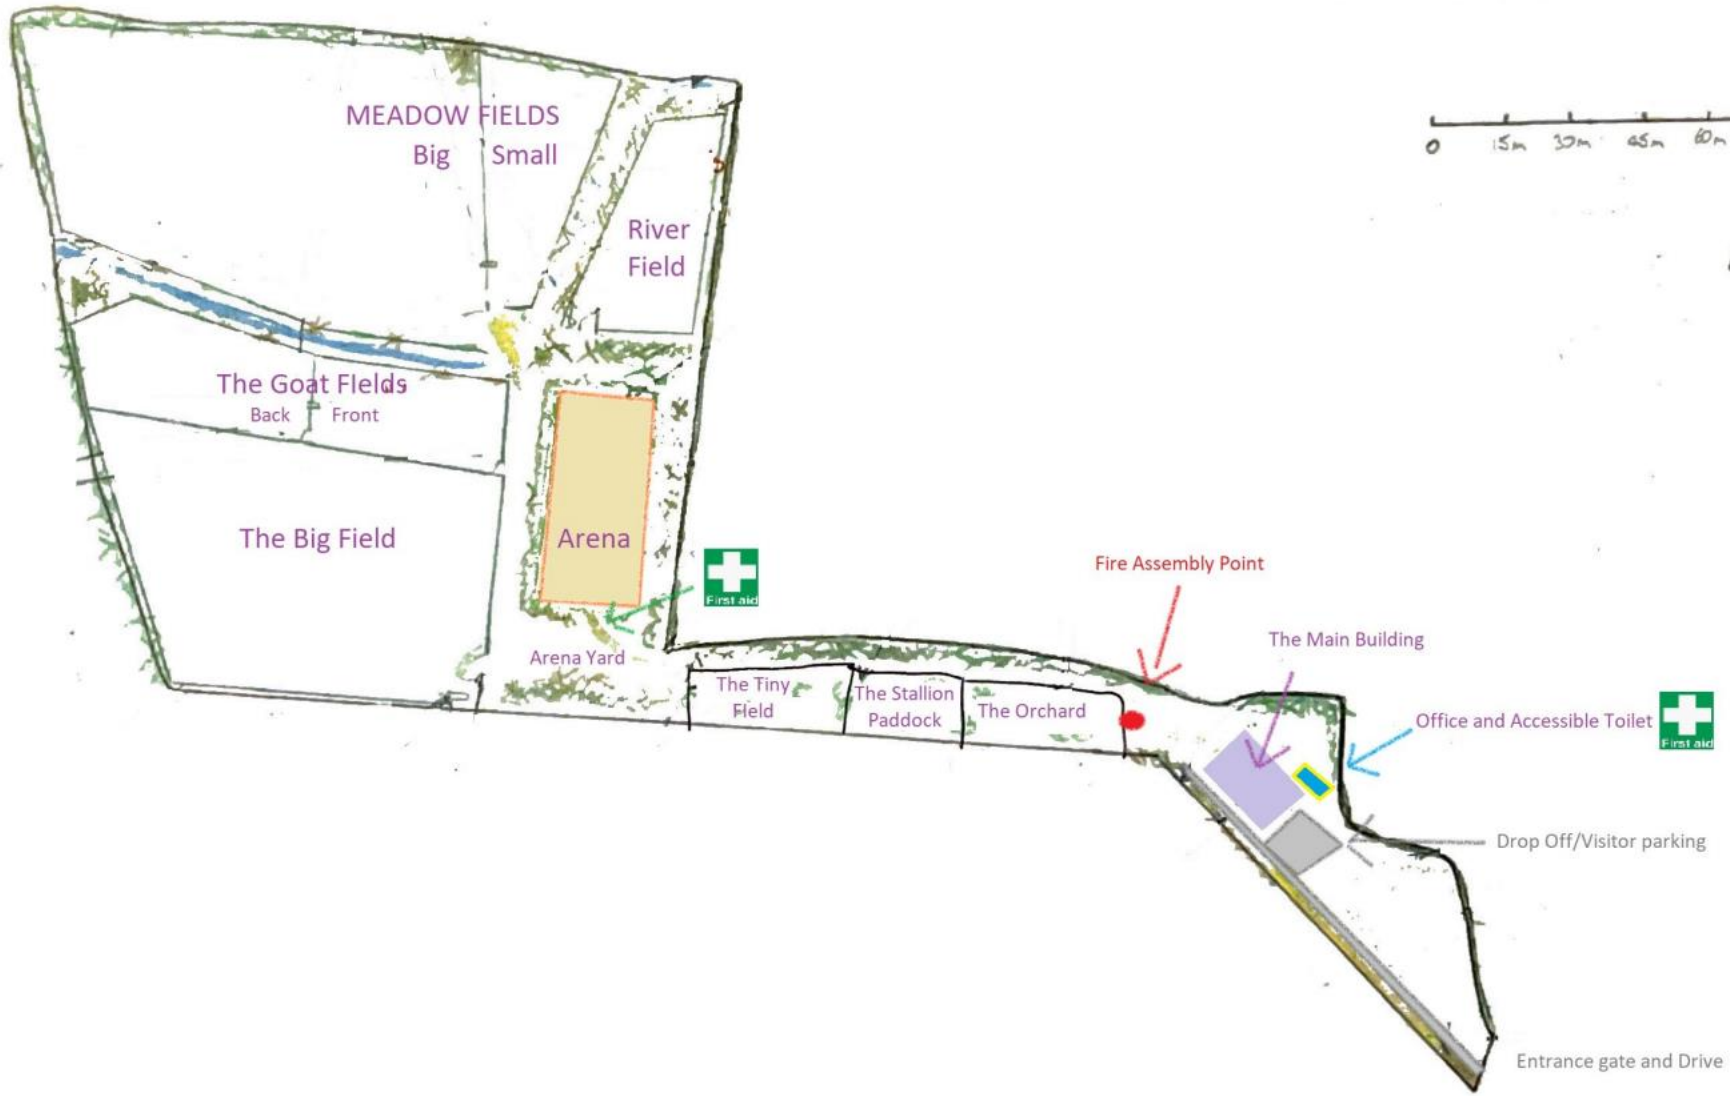 MEADOW FIELDS
Big Small
0 15m 30m 45m 60m
River
Field
The Goat FIelds
Back Front
The Big Field
Arena
First aid
Fire Assembly Point
The Main Building
Arena Yard
The Tiny
FIeld
The Stallion
Paddock
The Orchard
Office and Accessible Toilet
First aid
Drop Off/Visitor parking
Entrance gate and Drive